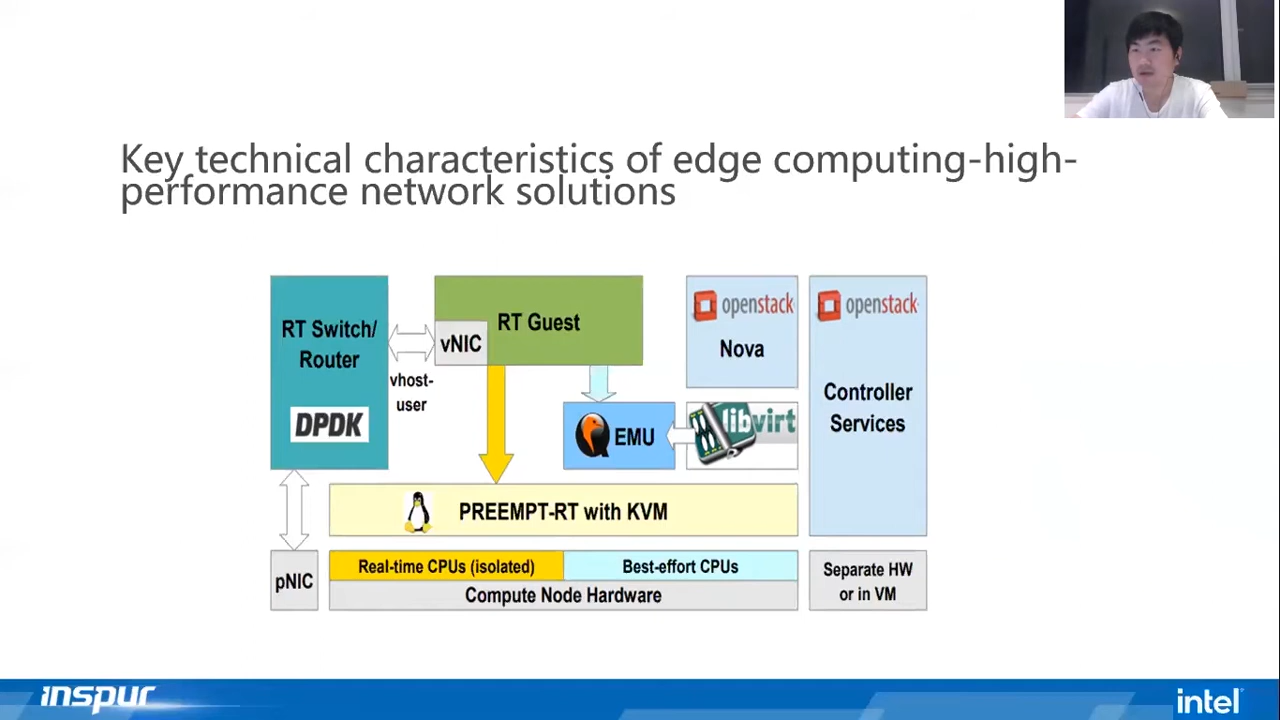 Key technical characteristics of edge computing-high-
performance network solutions
RT Switch/
Router
DPDK
vhost-
user
vNIC
RT Guest
openstack
Nova
openstack
Controller
Services
EMU
libvirt
PREEMPT-RT with KVM
pNIC
Real-time CPUs (isolated)
Best-effort CPUs
Compute Node Hardware
Separate HW
or in VM
inspur
intel